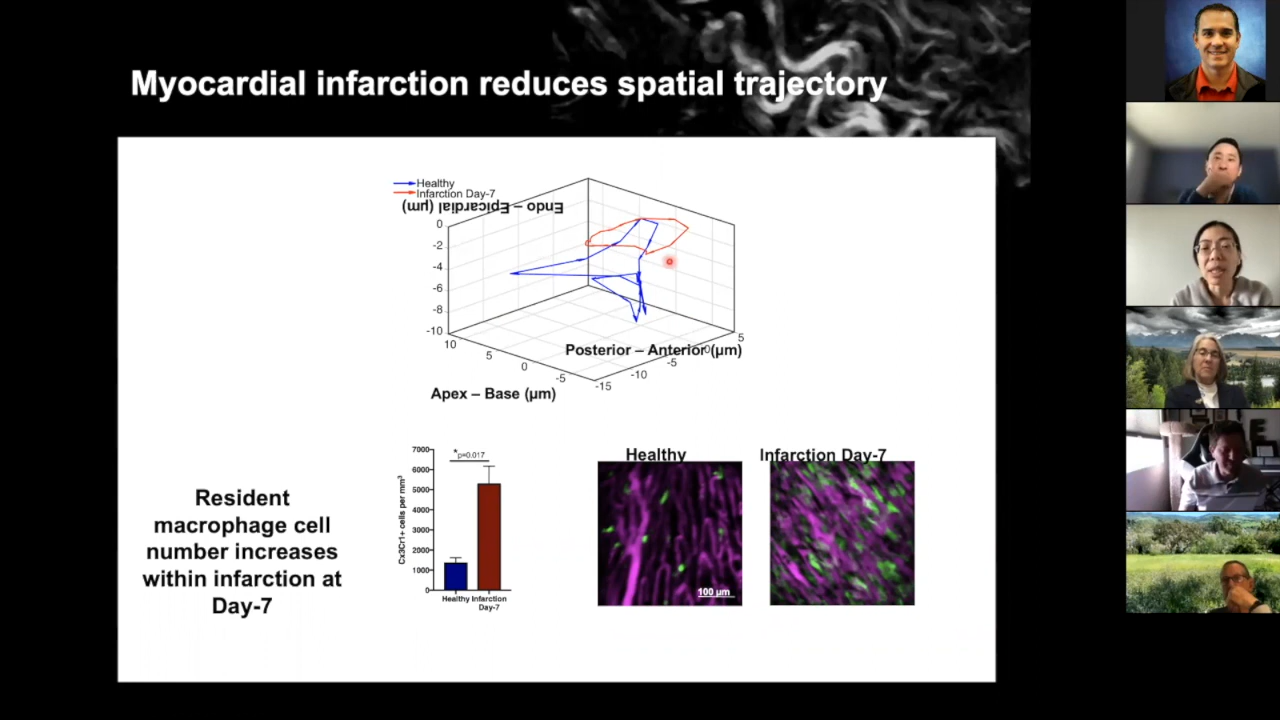 Myocardial infarction reduces spatial trajectory
Healthy
Infarction Day-7
Endo – Epicardial (µm)
0
-2
-4
-6
-8
-10
10
5
0
-5
Apex – Base (µm)
5
0
-5
-10
-15
Posterior – Anterior (µm)
Resident
macrophage cell
number increases
within infarction at
Day-7
7000
6000
5000
4000
3000
2000
1000
0
Cx3Cr1+ cells per mm³
*p=0.017
Healthy Infarction
Day-7
Healthy
100 µm
Infarction Day-7